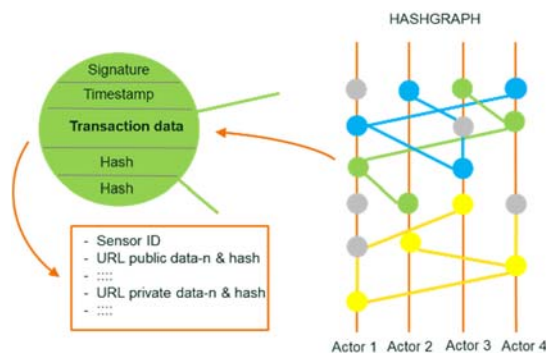 HASHGRAPH
Signature
Timestamp
Transaction data
Hash
Hash
- Sensor ID
- URL public data-n & hash
- ::::
- URL private data-n & hash
- ::::
Actor 1 Actor 2 Actor 3 Actor 4